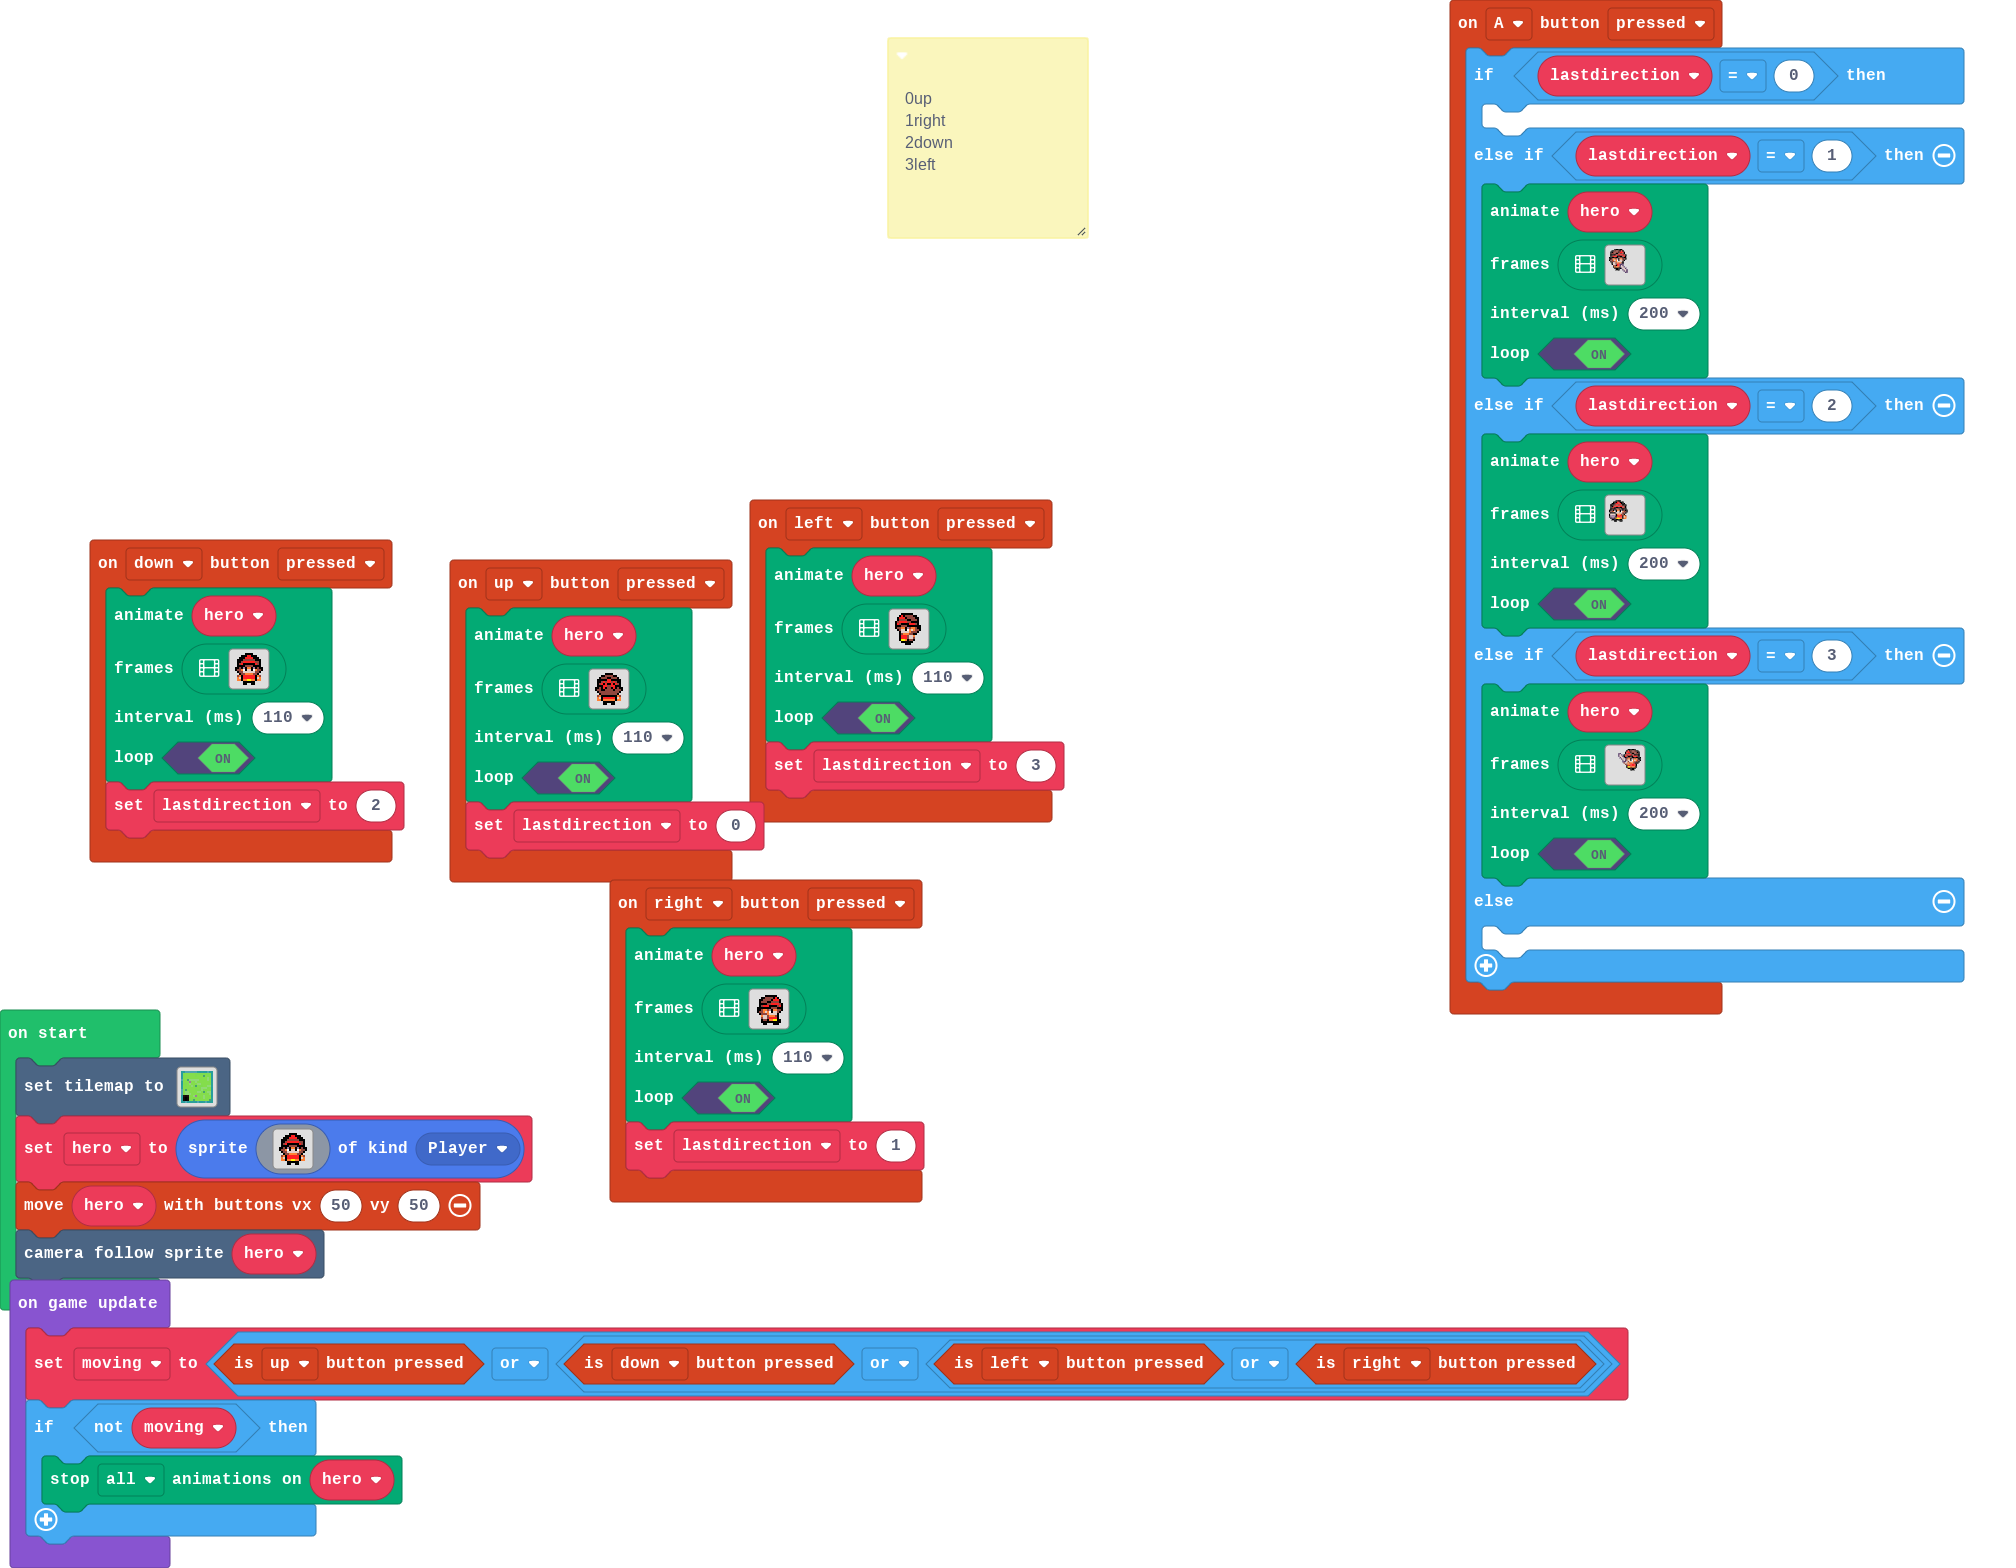 0up
1right
2down
3left
on A button pressed
if lastdirection = 0 then
else if lastdirection = 1 then
animate hero
frames
interval (ms) 200
loop ON
else if lastdirection = 2 then
animate hero
frames
interval (ms) 200
loop ON
else if lastdirection = 3 then
animate hero
frames
interval (ms) 200
loop ON
else
on down button pressed
animate hero
frames
interval (ms) 110
loop ON
set lastdirection to 2
on up button pressed
animate hero
frames
interval (ms) 110
loop ON
set lastdirection to 0
on left button pressed
animate hero
frames
interval (ms) 110
loop ON
set lastdirection to 3
on right button pressed
animate hero
frames
interval (ms) 110
loop ON
set lastdirection to 1
on start
set tilemap to
set hero to sprite of kind Player
move hero with buttons vx 50 vy 50
camera follow sprite hero
on game update
set moving to is up button pressed or is down button pressed or is left button pressed or is right button pressed
if not moving then
stop all animations on hero